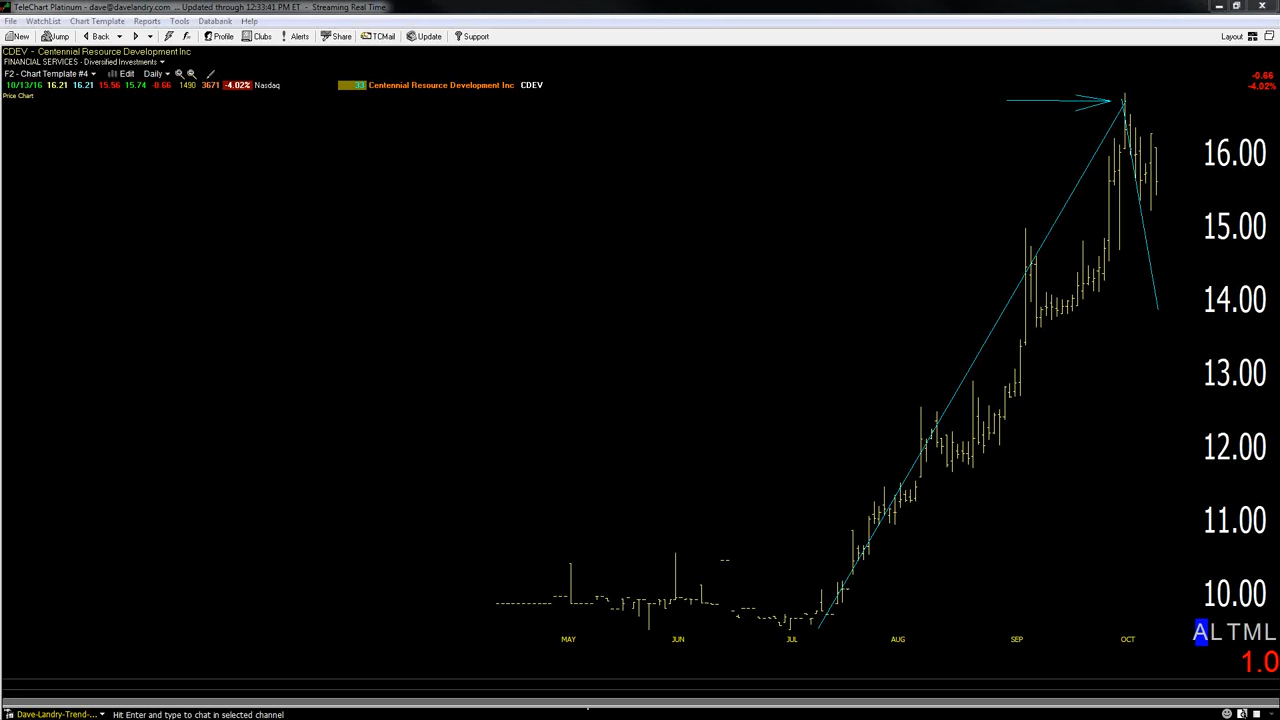 TeleChart Platinum - dave@davelandry.com ... Updated through 12:33:41 PM ET - Streaming Real Time
File WatchList Chart Template Reports Tools Databank Help
New Jump Back Profile Clubs Alerts Share TCMail Update Support Layout
CDEV - Centennial Resource Development Inc
FINANCIAL SERVICES - Diversified Investments
F2 - Chart Template #4 Edit Daily
10/13/16 16.21 16.21 15.56 15.74 -0.66 1490 3671 -4.02% Nasdaq 33 Centennial Resource Development Inc CDEV
Price Chart
-0.66
-4.02%
16.00
15.00
14.00
13.00
12.00
11.00
10.00
ALTML
MAY JUN JUL AUG SEP OCT
1.0
Dave-Landry-Trend-... Hit Enter and type to chat in selected channel